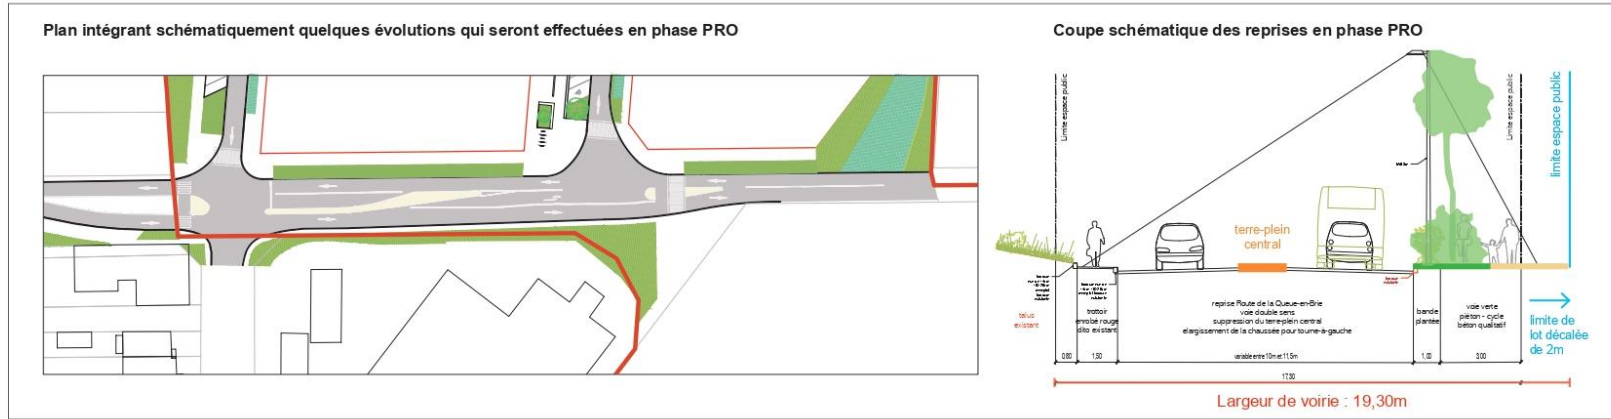 Plan intégrant schématiquement quelques évolutions qui seront effectuées en phase PRO
Coupe schématique des reprises en phase PRO
Limite espace public
Limite espace public
limite espace public
terre-plein
central
talus
existant
trottoir
enrobé rouge
dito existant
reprise Route de la Queue-en-Brie
voie double sens
suppression du terre-plein central
elargissement de la chaussée pour tourne-à-gauche
bande
plantée
voie verte
piéton - cycle
béton qualitatif
limite de
lot décalée
de 2m
0,80
1,50
variable entre 10m et 11,5m
1,00
3,00
17,30
Largeur de voirie : 19,30m